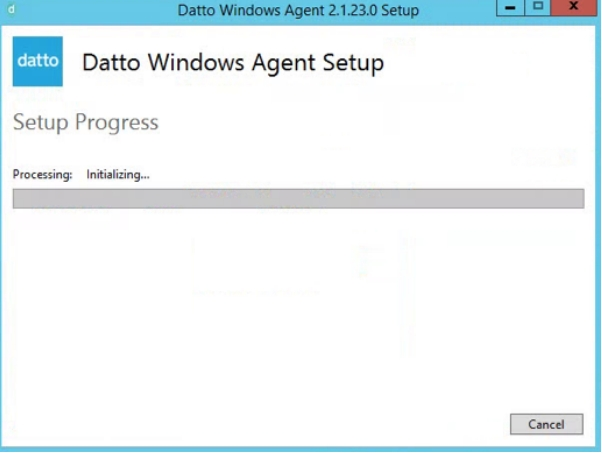 d Datto Windows Agent 2.1.23.0 Setup
datto Datto Windows Agent Setup
Setup Progress
Processing: Initializing...
Cancel